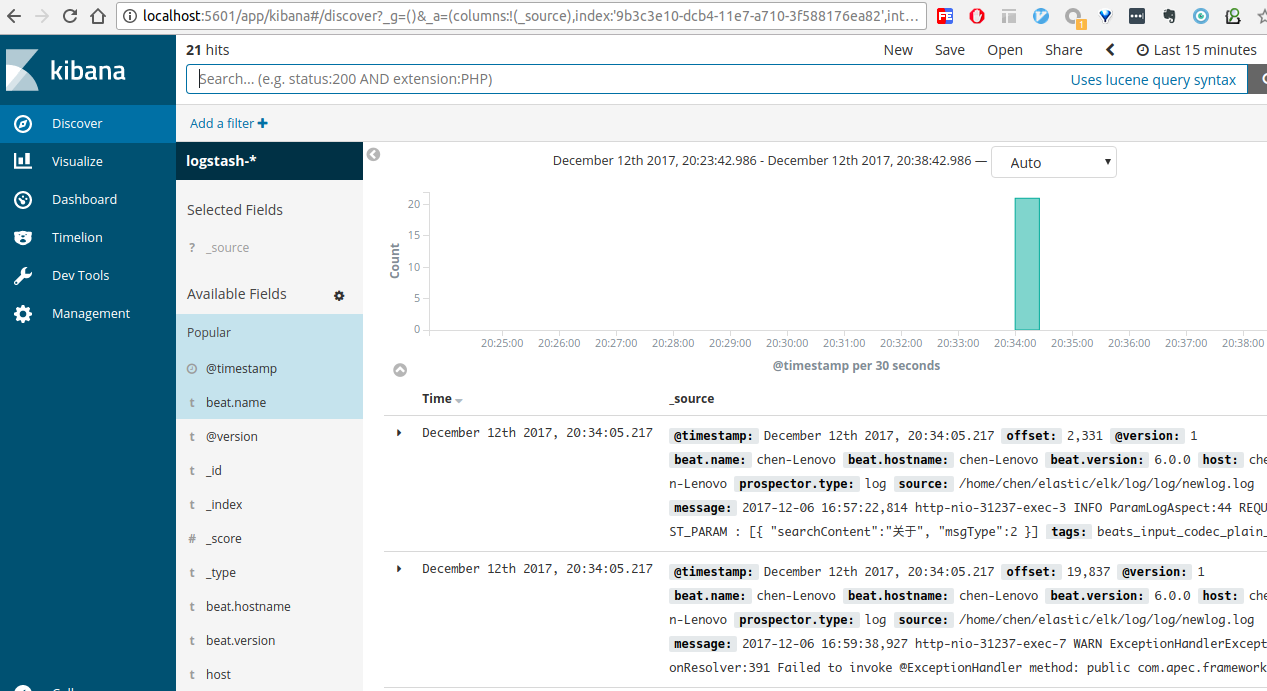 localhost:5601/app/kibana#/discover?_g=()&_a=(columns:!(_source),index:'9b3c3e10-dcb4-11e7-a710-3f588176ea82',int...
21 hits
New Save Open Share Last 15 minutes
kibana
Search... (e.g. status:200 AND extension:PHP)
Uses lucene query syntax
Discover
Visualize
Dashboard
Timelion
Dev Tools
Management
Add a filter
logstash-*
Selected Fields
? _source
Available Fields
Popular
@timestamp
t beat.name
t @version
t _id
t _index
# _score
t _type
t beat.hostname
t beat.version
t host
December 12th 2017, 20:23:42.986 - December 12th 2017, 20:38:42.986 —
Auto
Count
20
15
10
5
0
20:25:00 20:26:00 20:27:00 20:28:00 20:29:00 20:30:00 20:31:00 20:32:00 20:33:00 20:34:00 20:35:00 20:36:00 20:37:00 20:38:00
@timestamp per 30 seconds
Time _source
December 12th 2017, 20:34:05.217
@timestamp: December 12th 2017, 20:34:05.217 offset: 2,331 @version: 1
beat.name: chen-Lenovo beat.hostname: chen-Lenovo beat.version: 6.0.0 host: che
n-Lenovo prospector.type: log source: /home/chen/elastic/elk/log/log/newlog.log
message: 2017-12-06 16:57:22,814 http-nio-31237-exec-3 INFO ParamLogAspect:44 REQU
ST_PARAM : [{ "searchContent":"关于", "msgType":2 }] tags: beats_input_codec_plain_
December 12th 2017, 20:34:05.217
@timestamp: December 12th 2017, 20:34:05.217 offset: 19,837 @version: 1
beat.name: chen-Lenovo beat.hostname: chen-Lenovo beat.version: 6.0.0 host: che
n-Lenovo prospector.type: log source: /home/chen/elastic/elk/log/log/newlog.log
message: 2017-12-06 16:59:38,927 http-nio-31237-exec-7 WARN ExceptionHandlerExcept
onResolver:391 Failed to invoke @ExceptionHandler method: public com.apec.framework